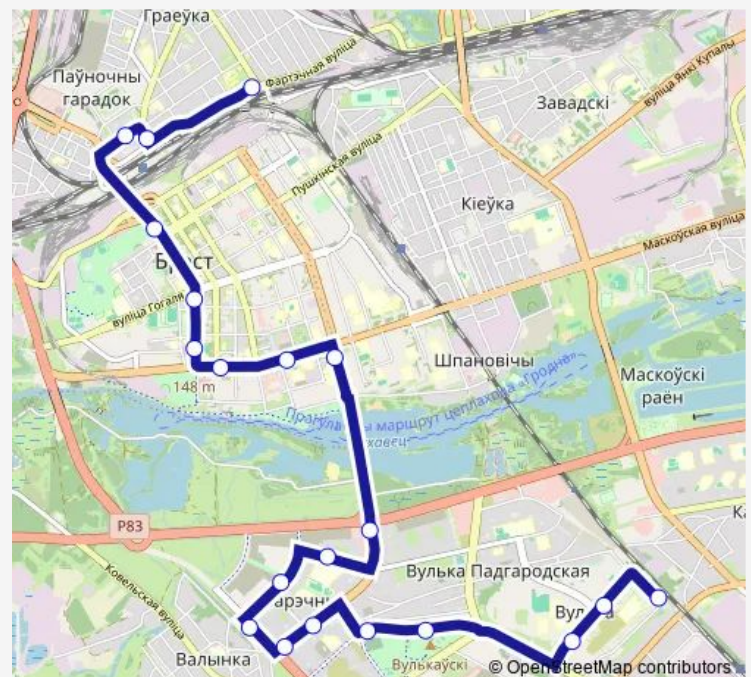 Граеўка
Паўночны
гарадок
Фартэчная вуліца
Завадскі
вуліца Янкі Купалы
Пушкінская вуліца
Кіеўка
Маскоўская вуліца
Брэст
вуліца Гогаля
Шпановічы
148 m
Маскоўскі
раён
Прагулачны маршрут цеплахода «Гродна»
P83
Вулька Падгародская
Ковельская вуліца
Валынка
Вулькаўскі
© OpenStreetMap contributors